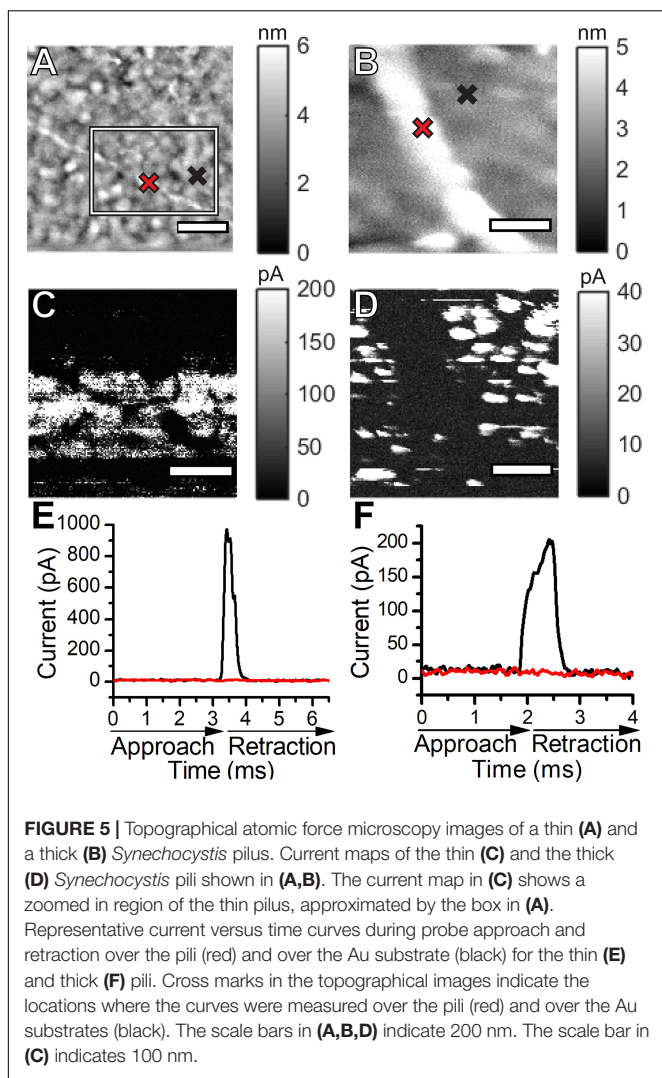 nm
6
4
2
0
A
nm
5
4
3
2
1
0
B
pA
200
150
100
50
0
C
pA
40
30
20
10
0
D
E
1000
800
600
400
200
0
Current (pA)
0 1 2 3 4 5 6
Approach Retraction
Time (ms)
F
200
150
100
50
0
Current (pA)
0 1 2 3 4
Approach Retraction
Time (ms)
FIGURE 5 | Topographical atomic force microscopy images of a thin (A) and
a thick (B) Synechocystis pilus. Current maps of the thin (C) and the thick
(D) Synechocystis pili shown in (A,B). The current map in (C) shows a
zoomed in region of the thin pilus, approximated by the box in (A).
Representative current versus time curves during probe approach and
retraction over the pili (red) and over the Au substrate (black) for the thin (E)
and thick (F) pili. Cross marks in the topographical images indicate the
locations where the curves were measured over the pili (red) and over the Au
substrates (black). The scale bars in (A,B,D) indicate 200 nm. The scale bar in
(C) indicates 100 nm.